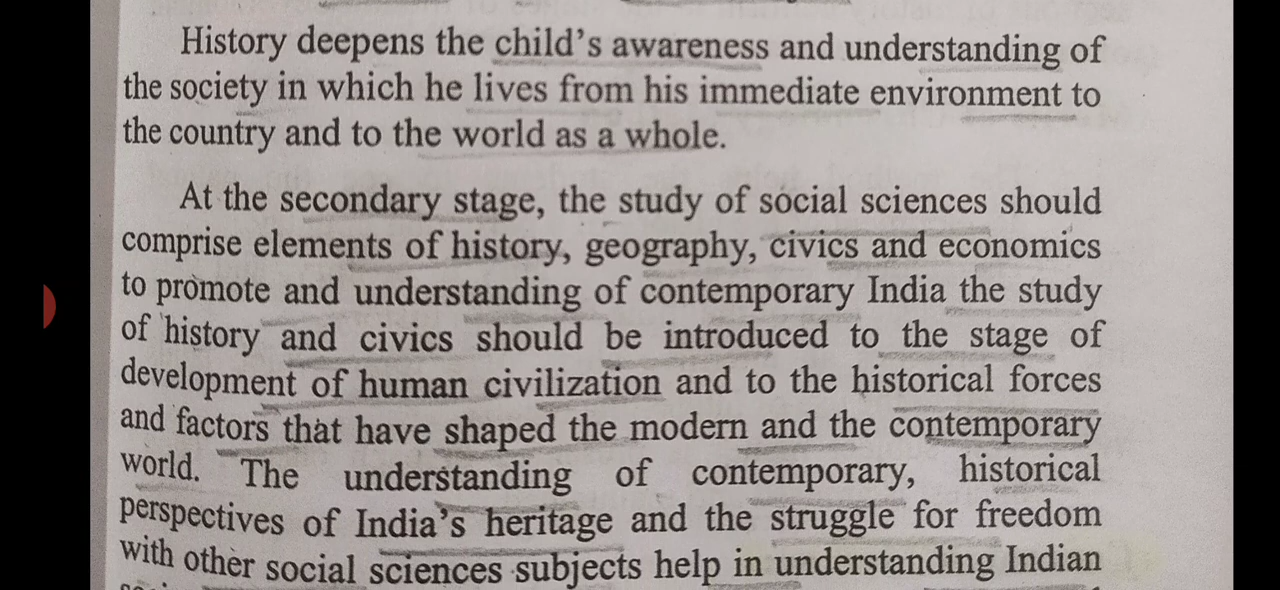 History deepens the child's awareness and understanding of
the society in which he lives from his immediate environment to
the country and to the world as a whole.
At the secondary stage, the study of social sciences should
comprise elements of history, geography, civics and economics
to promote and understanding of contemporary India the study
of history and civics should be introduced to the stage of
development of human civilization and to the historical forces
and factors that have shaped the modern and the contemporary
world. The understanding of contemporary, historical
perspectives of India's heritage and the struggle for freedom
with other social sciences subjects help in understanding Indian